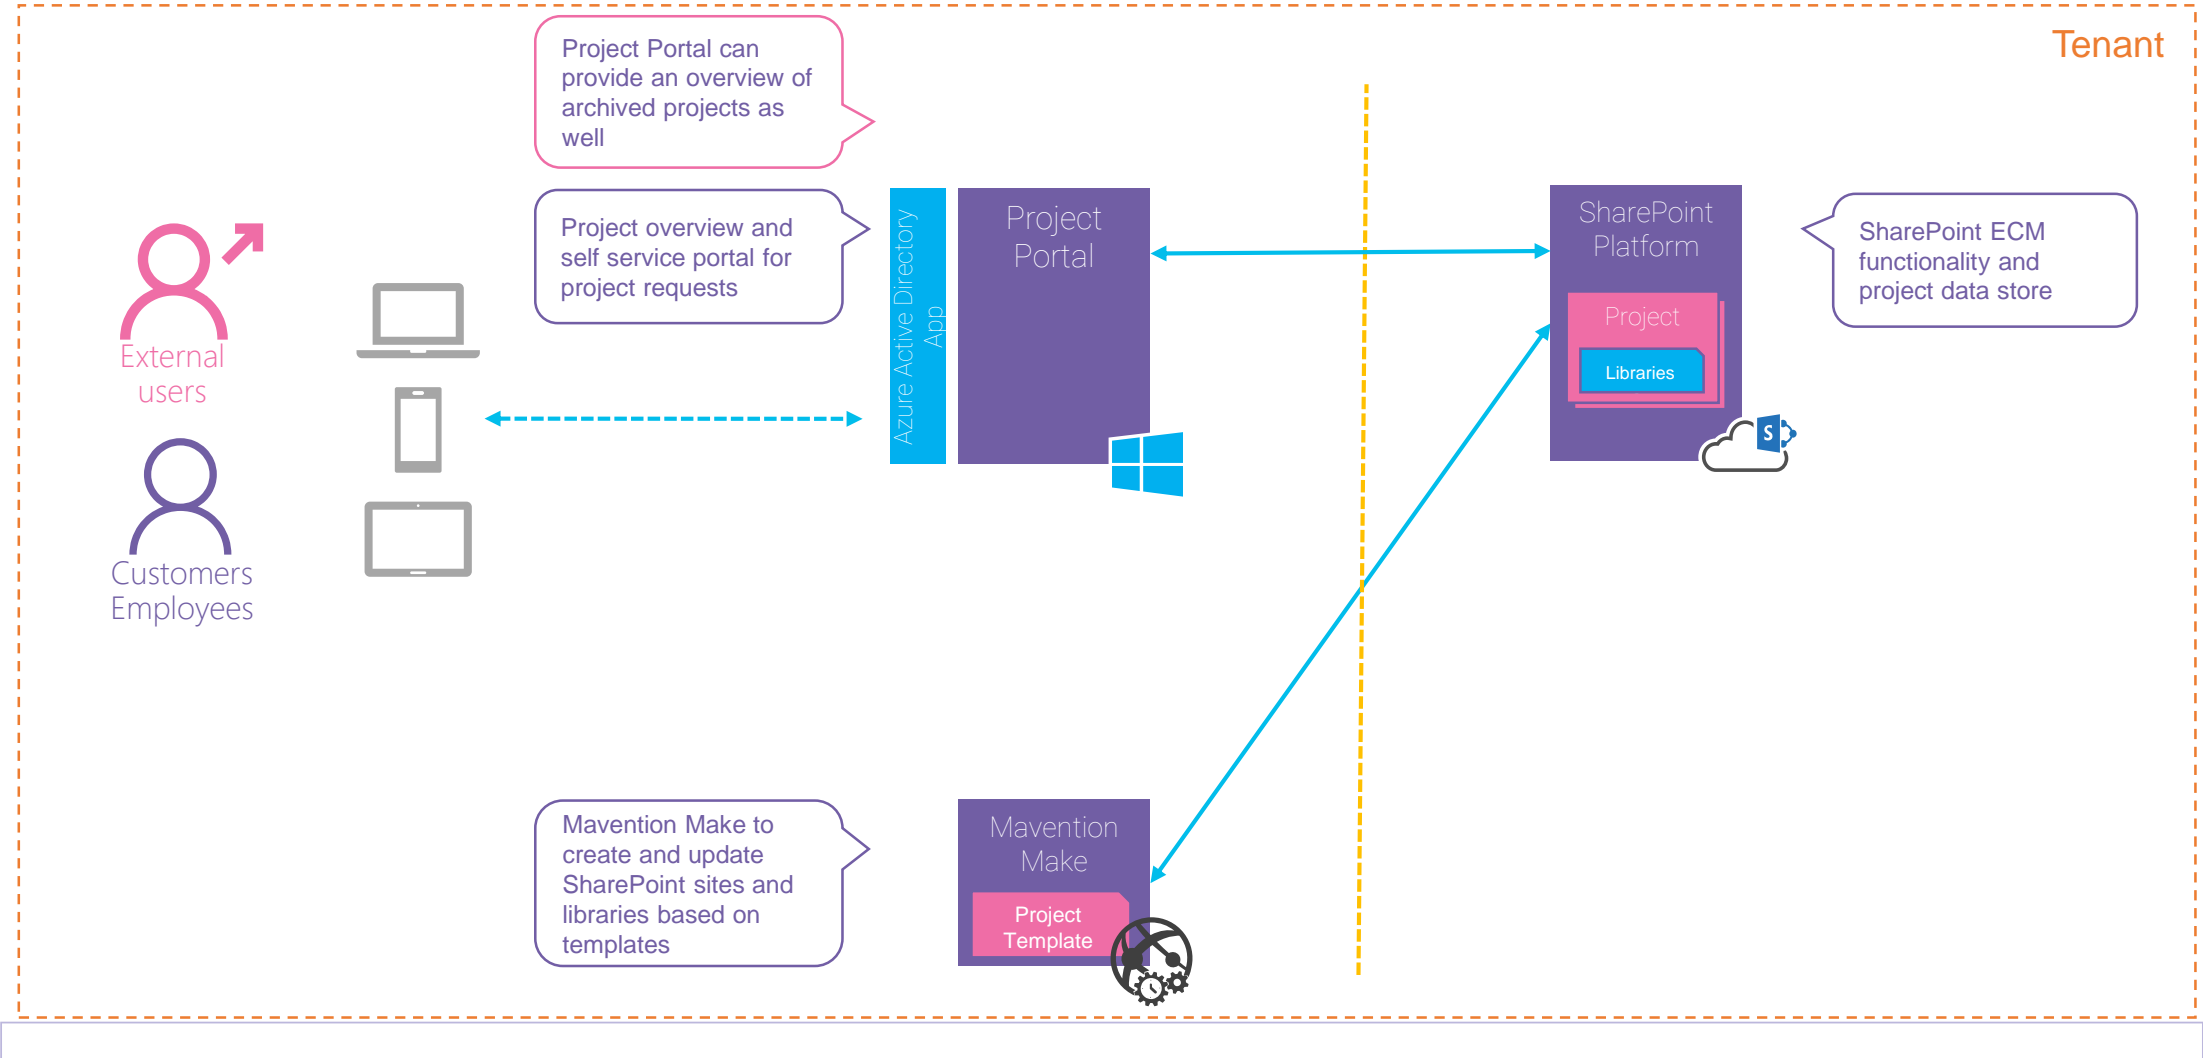 Tenant
Project Portal can
provide an overview of
archived projects as
well
Project overview and
self service portal for
project requests
External
users
Customers
Employees
Azure Active Directory
App
Project
Portal
SharePoint
Platform
Project
Libraries
S
SharePoint ECM
functionality and
project data store
Mavention Make to
create and update
SharePoint sites and
libraries based on
templates
Mavention
Make
Project
Template